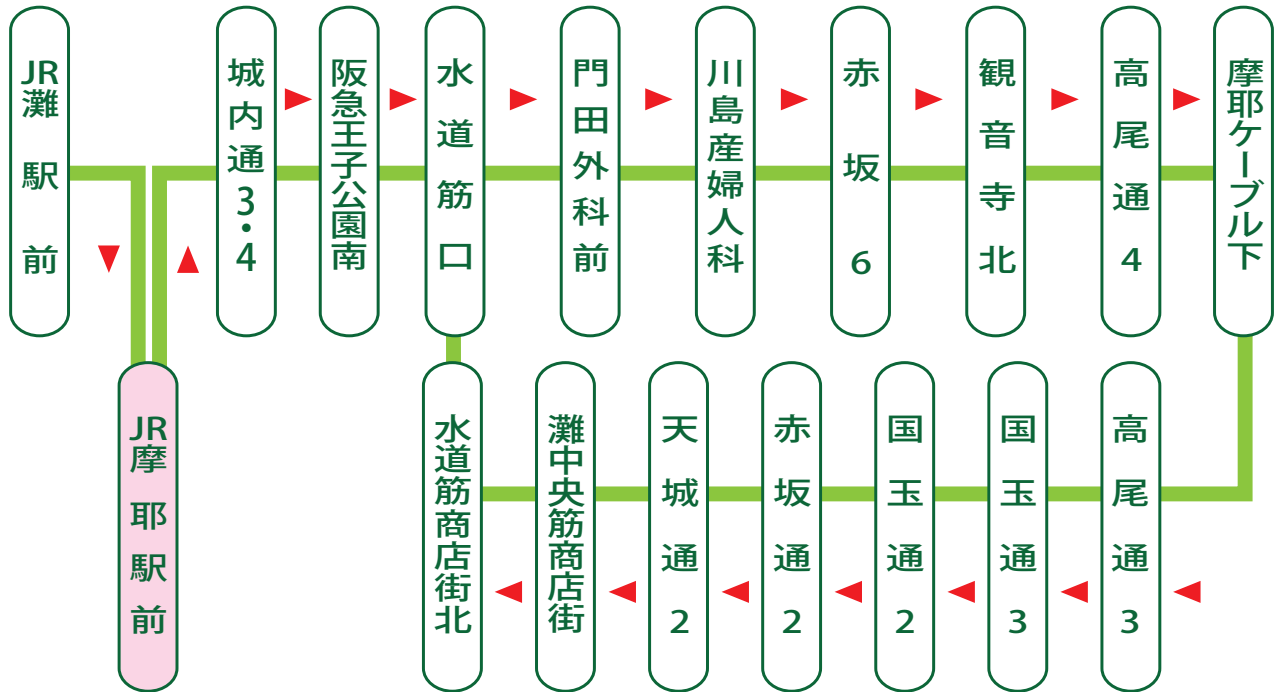 JR灘駅前
JR摩耶駅前
城内通3・4
阪急王子公園南
水道筋口
門田外科前
川島産婦人科
赤坂6
観音寺北
高尾通4
摩耶ケーブル下
高尾通3
国玉通3
国玉通2
赤坂通2
天城通2
灘中央筋商店街
水道筋商店街北